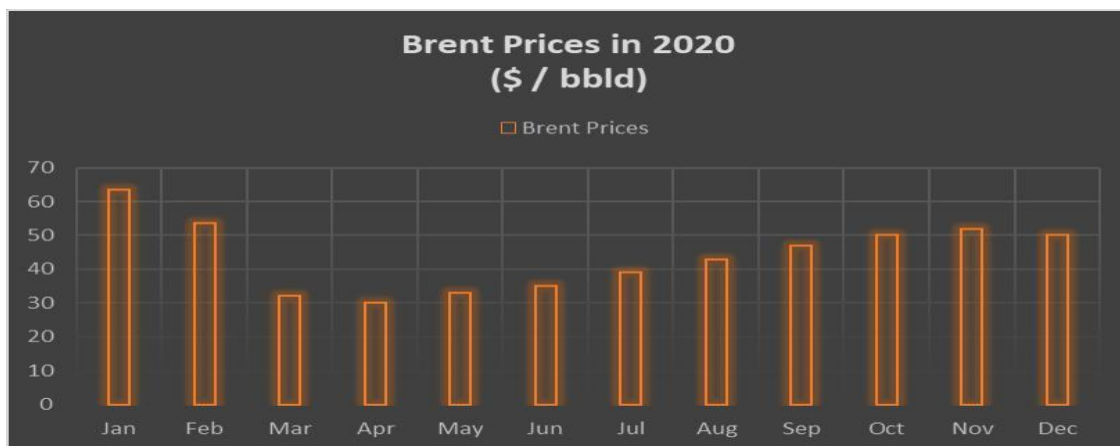 Brent Prices in 2020
($ / bbld)
Brent Prices
70
60
50
40
30
20
10
0
Jan Feb Mar Apr May Jun Jul Aug Sep Oct Nov Dec